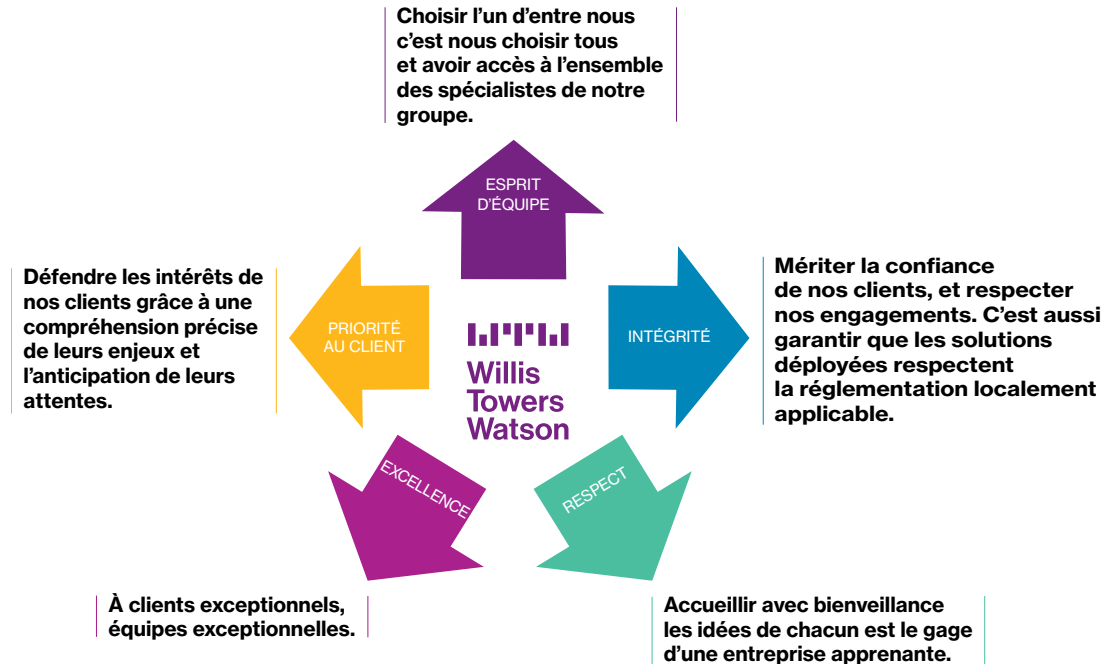 Choisir l’un d’entre nous
c’est nous choisir tous
et avoir accès à l’ensemble
des spécialistes de notre
groupe.
ESPRIT
D’ÉQUIPE
Défendre les intérêts de
nos clients grâce à une
compréhension précise
de leurs enjeux et
l’anticipation de leurs
attentes.
PRIORITÉ
AU CLIENT
Willis
Towers
Watson
INTÉGRITÉ
Mériter la confiance
de nos clients, et respecter
nos engagements. C’est aussi
garantir que les solutions
déployées respectent
la réglementation localement
applicable.
EXCELLENCE
RESPECT
À clients exceptionnels,
équipes exceptionnelles.
Accueillir avec bienveillance
les idées de chacun est le gage
d’une entreprise apprenante.